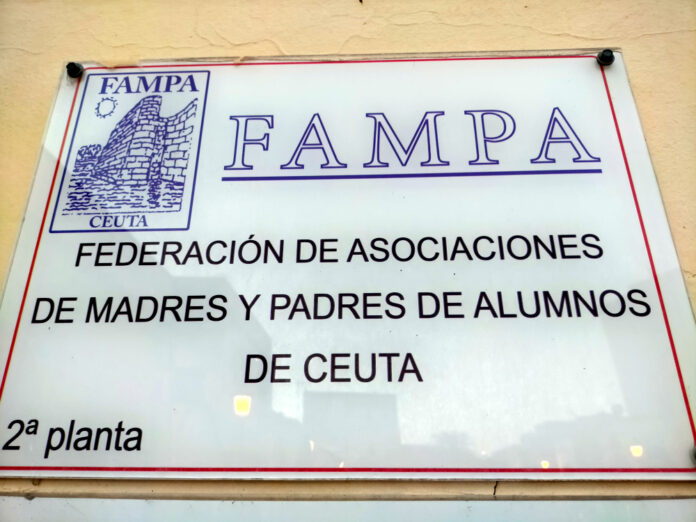 FAMPA
CEUTA
FAMPA
FEDERACIÓN DE ASOCIACIONES
DE MADRES Y PADRES DE ALUMNOS
DE CEUTA
2ª planta